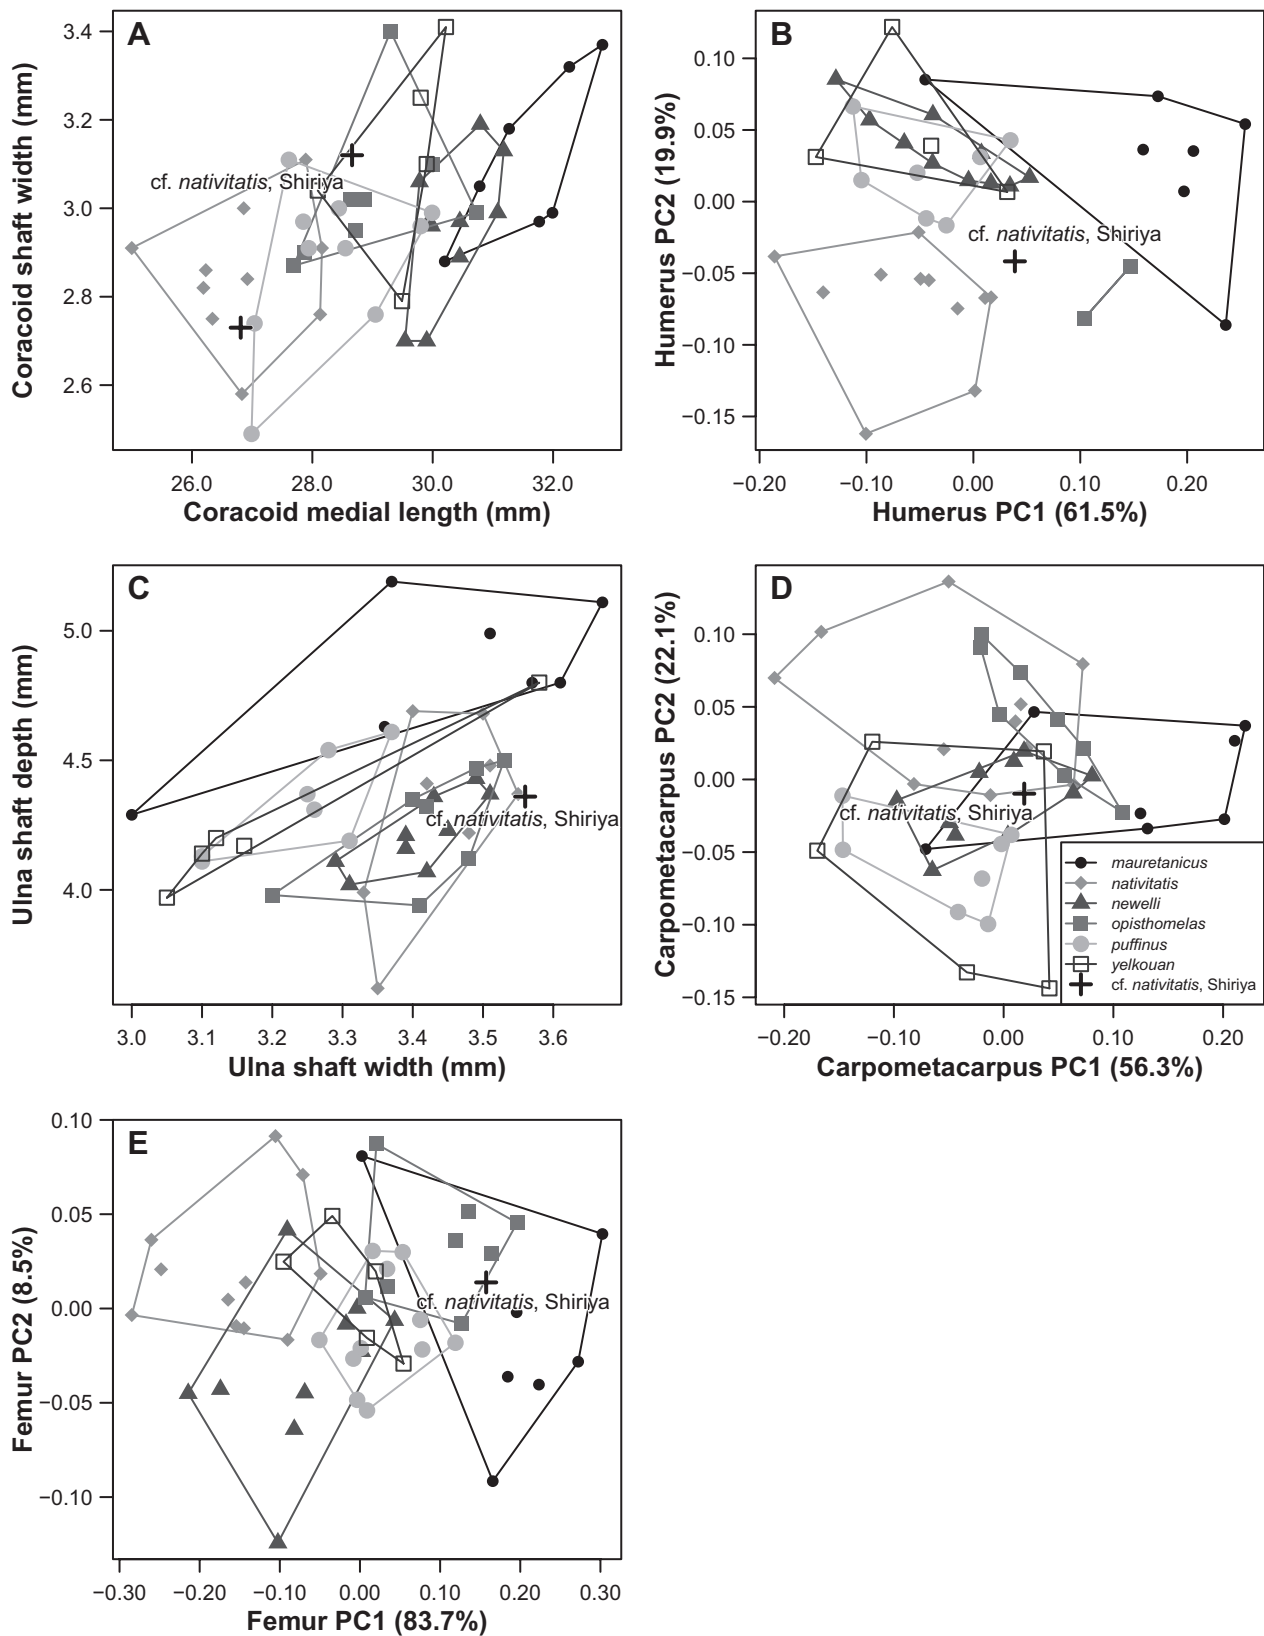 A
3.4
3.2
3.0
2.8
2.6
Coracoid shaft width (mm)
cf. nativitatis, Shiriya
26.0 28.0 30.0 32.0
Coracoid medial length (mm)
B
0.10
0.05
0.00
−0.05
−0.10
−0.15
Humerus PC2 (19.9%)
cf. nativitatis, Shiriya
−0.20 −0.10 0.00 0.10 0.20
Humerus PC1 (61.5%)
C
5.0
4.5
4.0
Ulna shaft depth (mm)
cf. nativitatis, Shiriya
3.0 3.1 3.2 3.3 3.4 3.5 3.6
Ulna shaft width (mm)
D
0.10
0.05
0.00
−0.05
−0.10
−0.15
Carpometacarpus PC2 (22.1%)
cf. nativitatis, Shiriya
mauretanicus
nativitatis
newelli
opisthomelas
puffinus
yelkouan
cf. nativitatis, Shiriya
−0.20 −0.10 0.00 0.10 0.20
Carpometacarpus PC1 (56.3%)
E
0.10
0.05
0.00
−0.05
−0.10
Femur PC2 (8.5%)
cf. nativitatis, Shiriya
−0.30 −0.20 −0.10 0.00 0.10 0.20 0.30
Femur PC1 (83.7%)